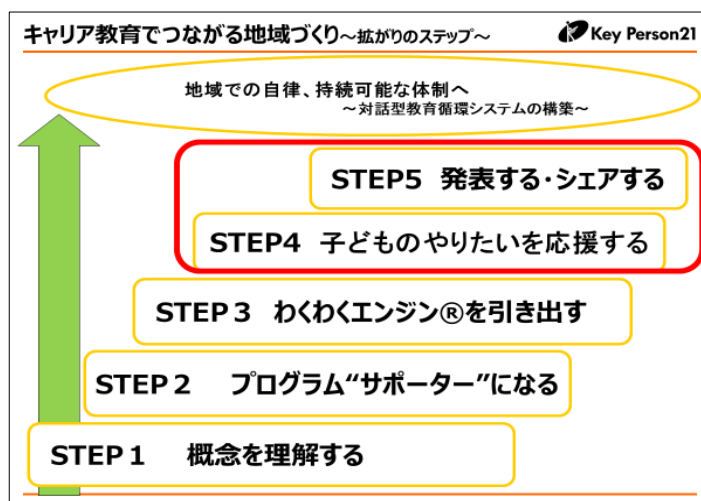 キャリア教育でつながる地域づくり～拡がりのステップ～
Key Person21
地域での自律、持続可能な体制へ
～対話型教育循環システムの構築～
STEP5 発表する・シェアする
STEP4 子どものやりたいを応援する
STEP３ わくわくエンジン®を引き出す
STEP２ プログラム“サポーター”になる
STEP１ 概念を理解する